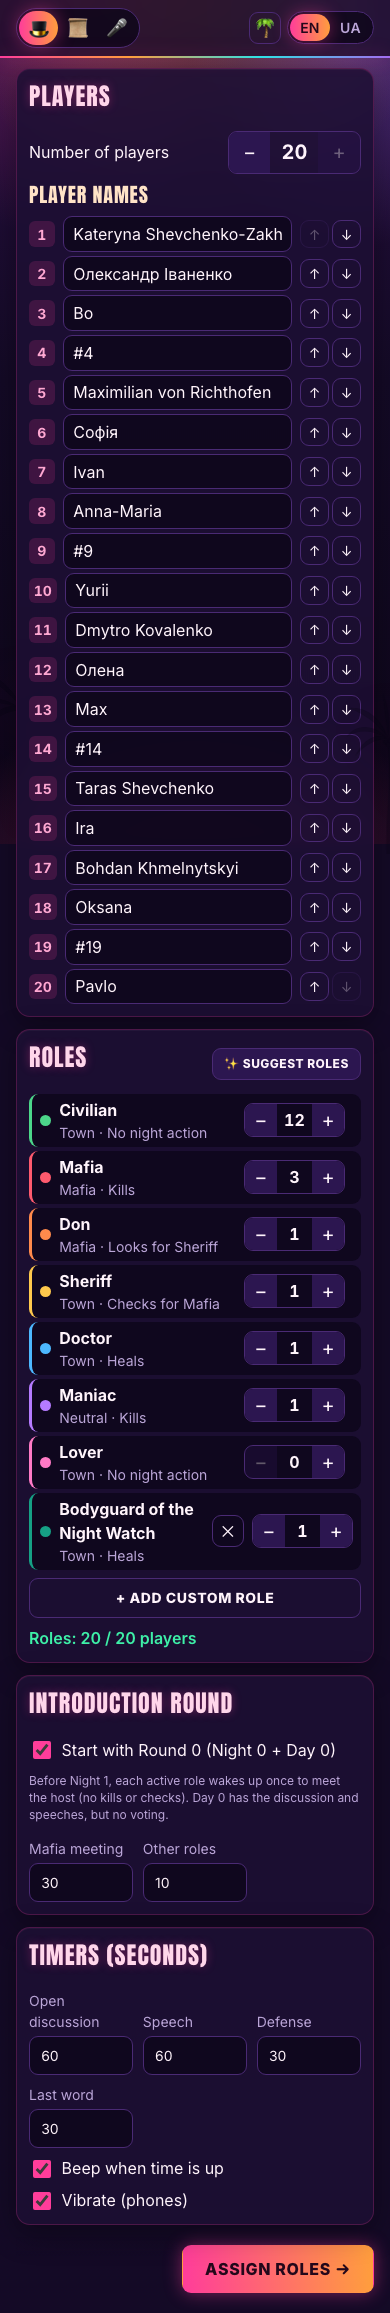 EN UA
PLAYERS
Number of players − 20 +
PLAYER NAMES
1 Kateryna Shevchenko-Zakh ↑ ↓
2 Олександр Іваненко ↑ ↓
3 Bo ↑ ↓
4 #4 ↑ ↓
5 Maximilian von Richthofen ↑ ↓
6 Софія ↑ ↓
7 Ivan ↑ ↓
8 Anna-Maria ↑ ↓
9 #9 ↑ ↓
10 Yurii ↑ ↓
11 Dmytro Kovalenko ↑ ↓
12 Олена ↑ ↓
13 Max ↑ ↓
14 #14 ↑ ↓
15 Taras Shevchenko ↑ ↓
16 Ira ↑ ↓
17 Bohdan Khmelnytskyi ↑ ↓
18 Oksana ↑ ↓
19 #19 ↑ ↓
20 Pavlo ↑ ↓
ROLES
✨ SUGGEST ROLES
Civilian
Town · No night action
− 12 +
Mafia
Mafia · Kills
− 3 +
Don
Mafia · Looks for Sheriff
− 1 +
Sheriff
Town · Checks for Mafia
− 1 +
Doctor
Town · Heals
− 1 +
Maniac
Neutral · Kills
− 1 +
Lover
Town · No night action
− 0 +
Bodyguard of the
Night Watch
Town · Heals
× − 1 +
+ ADD CUSTOM ROLE
Roles: 20 / 20 players
INTRODUCTION ROUND
Start with Round 0 (Night 0 + Day 0)
Before Night 1, each active role wakes up once to meet
the host (no kills or checks). Day 0 has the discussion and
speeches, but no voting.
Mafia meeting Other roles
30 10
TIMERS (SECONDS)
Open
discussion Speech Defense
60 60 30
Last word
30
Beep when time is up
Vibrate (phones)
ASSIGN ROLES →